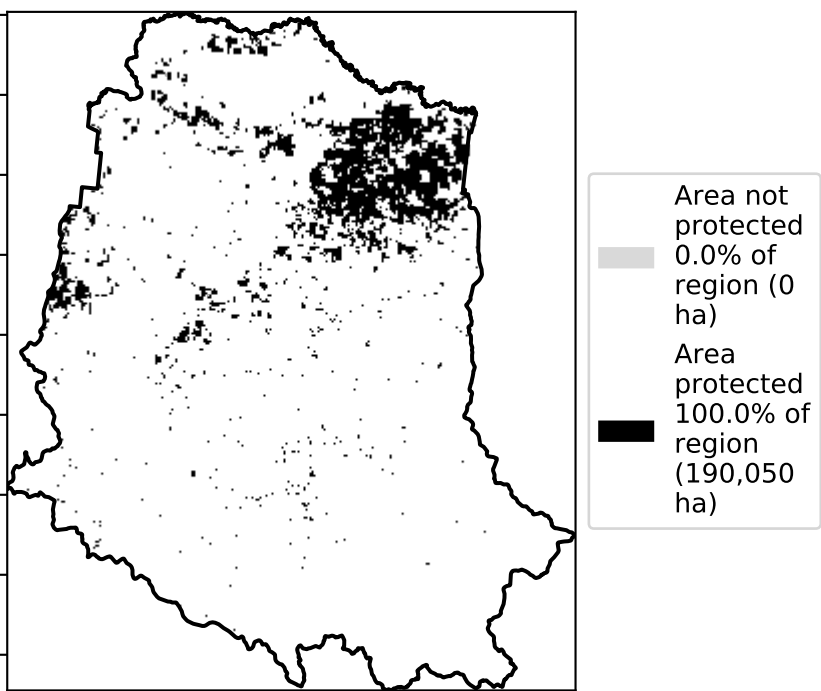 Area not
protected
0.0% of
region (0
ha)
Area
protected
100.0% of
region
(190,050
ha)